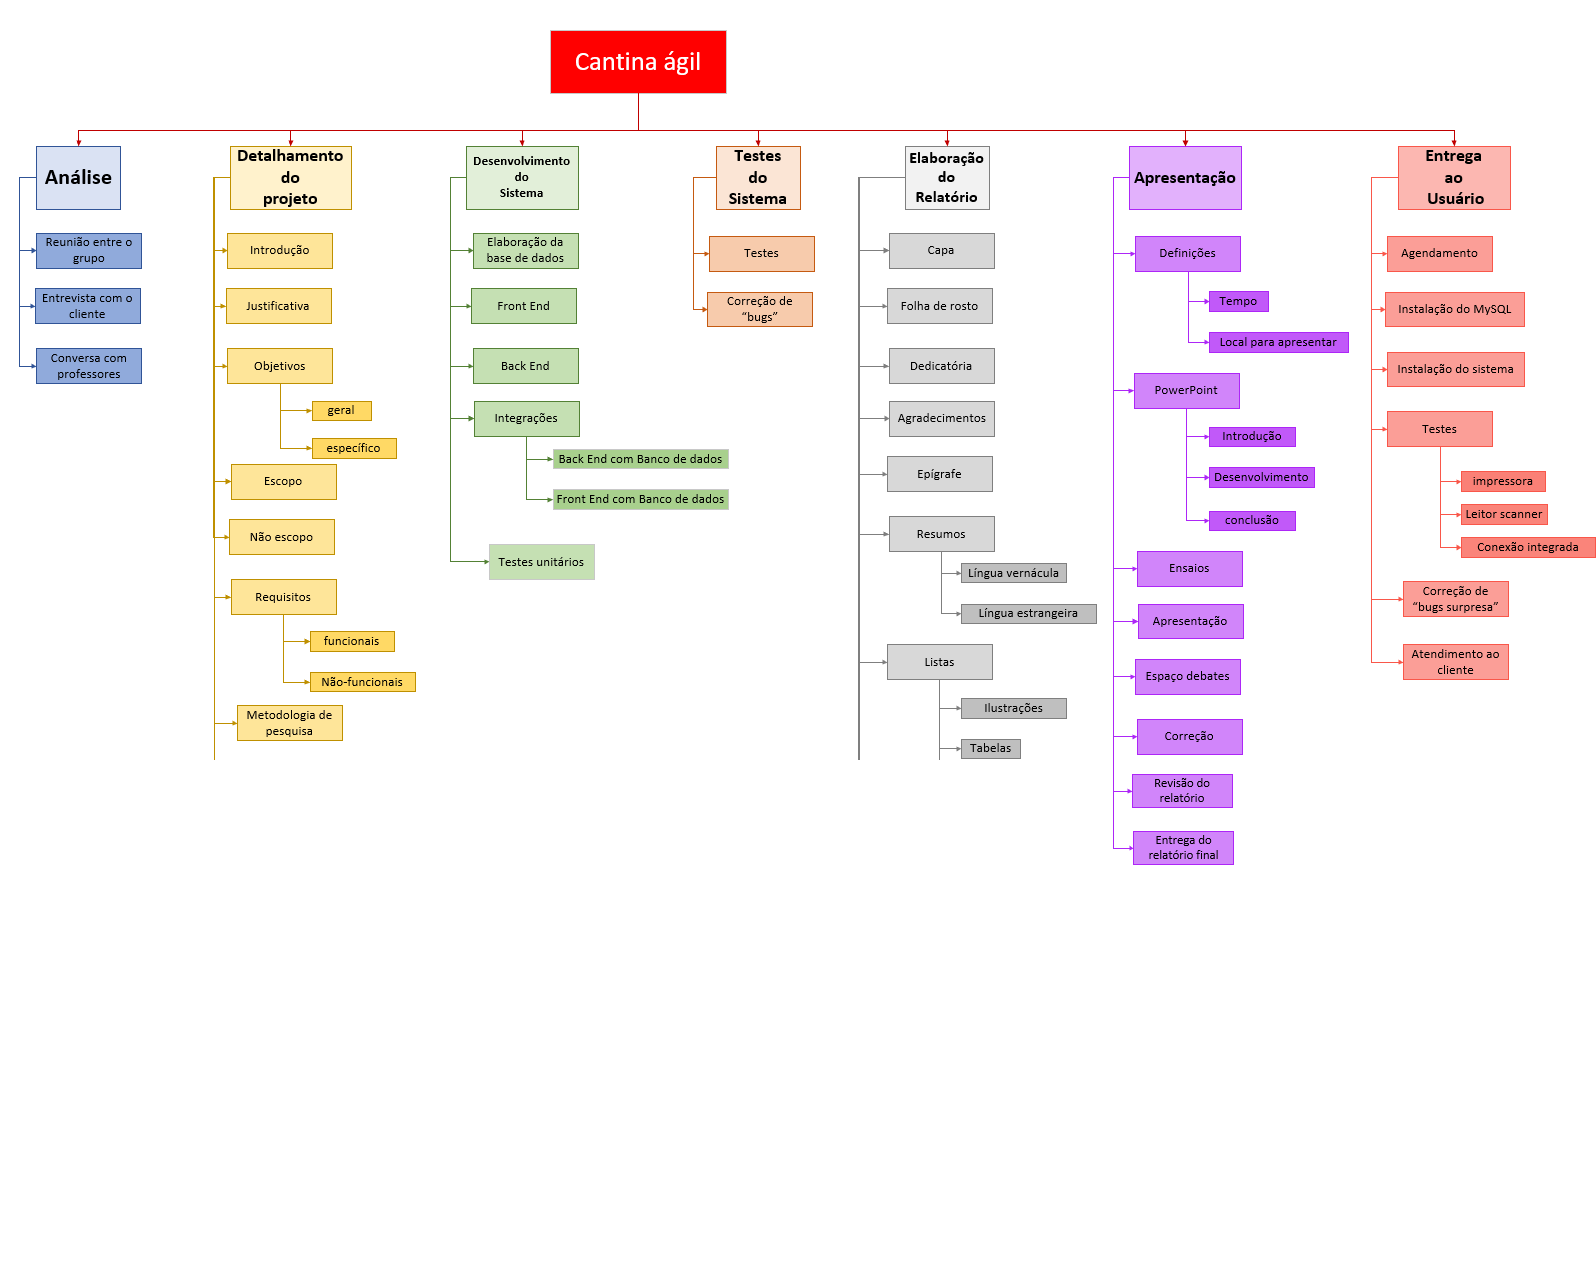 Cantina ágil
Análise
Reunião entre o
grupo
Entrevista com o
cliente
Conversa com
professores
Detalhamento
do
projeto
Introdução
Justificativa
Objetivos
geral
específico
Escopo
Não escopo
Requisitos
funcionais
Não-funcionais
Metodologia de
pesquisa
Desenvolvimento
do
Sistema
Elaboração da
base de dados
Front End
Back End
Integrações
Back End com Banco de dados
Front End com Banco de dados
Testes unitários
Testes
do
Sistema
Testes
Correção de
“bugs”
Elaboração
do
Relatório
Capa
Folha de rosto
Dedicatória
Agradecimentos
Epígrafe
Resumos
Língua vernácula
Língua estrangeira
Listas
Ilustrações
Tabelas
Apresentação
Definições
Tempo
Local para apresentar
PowerPoint
Introdução
Desenvolvimento
conclusão
Ensaios
Apresentação
Espaço debates
Correção
Revisão do
relatório
Entrega do
relatório final
Entrega
ao
Usuário
Agendamento
Instalação do MySQL
Instalação do sistema
Testes
impressora
Leitor scanner
Conexão integrada
Correção de
“bugs surpresa”
Atendimento ao
cliente